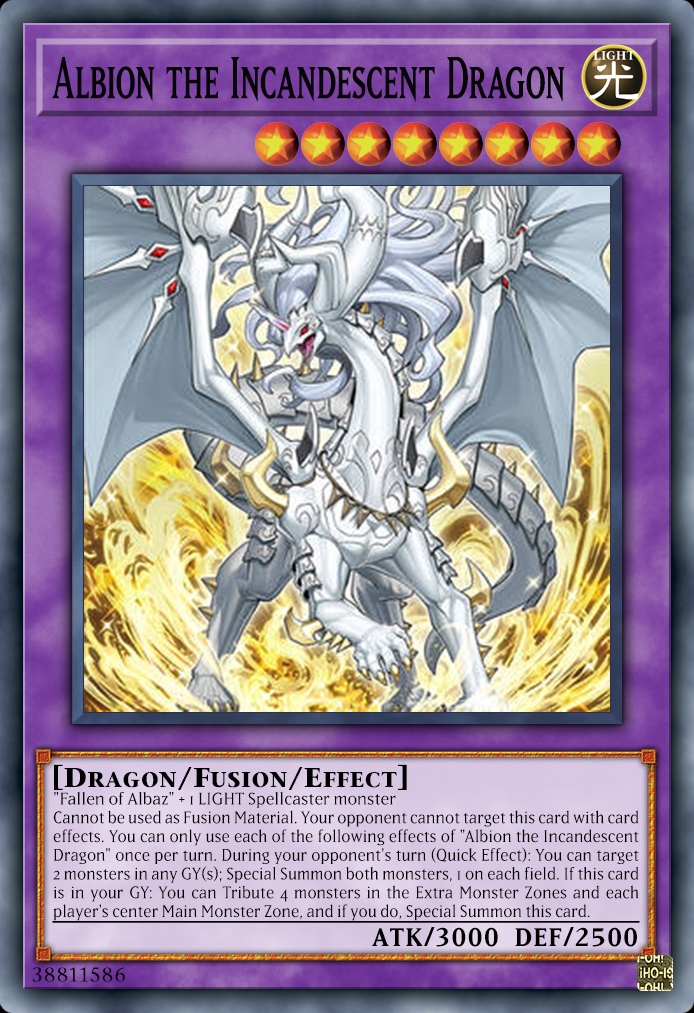 Albion the Incandescent Dragon
LIGHT
光
[Dragon/Fusion/Effect]
"Fallen of Albaz" + 1 LIGHT Spellcaster monster
Cannot be used as Fusion Material. Your opponent cannot target this card with card
effects. You can only use each of the following effects of "Albion the Incandescent
Dragon" once per turn. During your opponent's turn (Quick Effect): You can target
2 monsters in any GY(s); Special Summon both monsters, 1 on each field. If this card
is in your GY: You can Tribute 4 monsters in the Extra Monster Zones and each
player's center Main Monster Zone, and if you do, Special Summon this card.
ATK/3000 DEF/2500
38811586